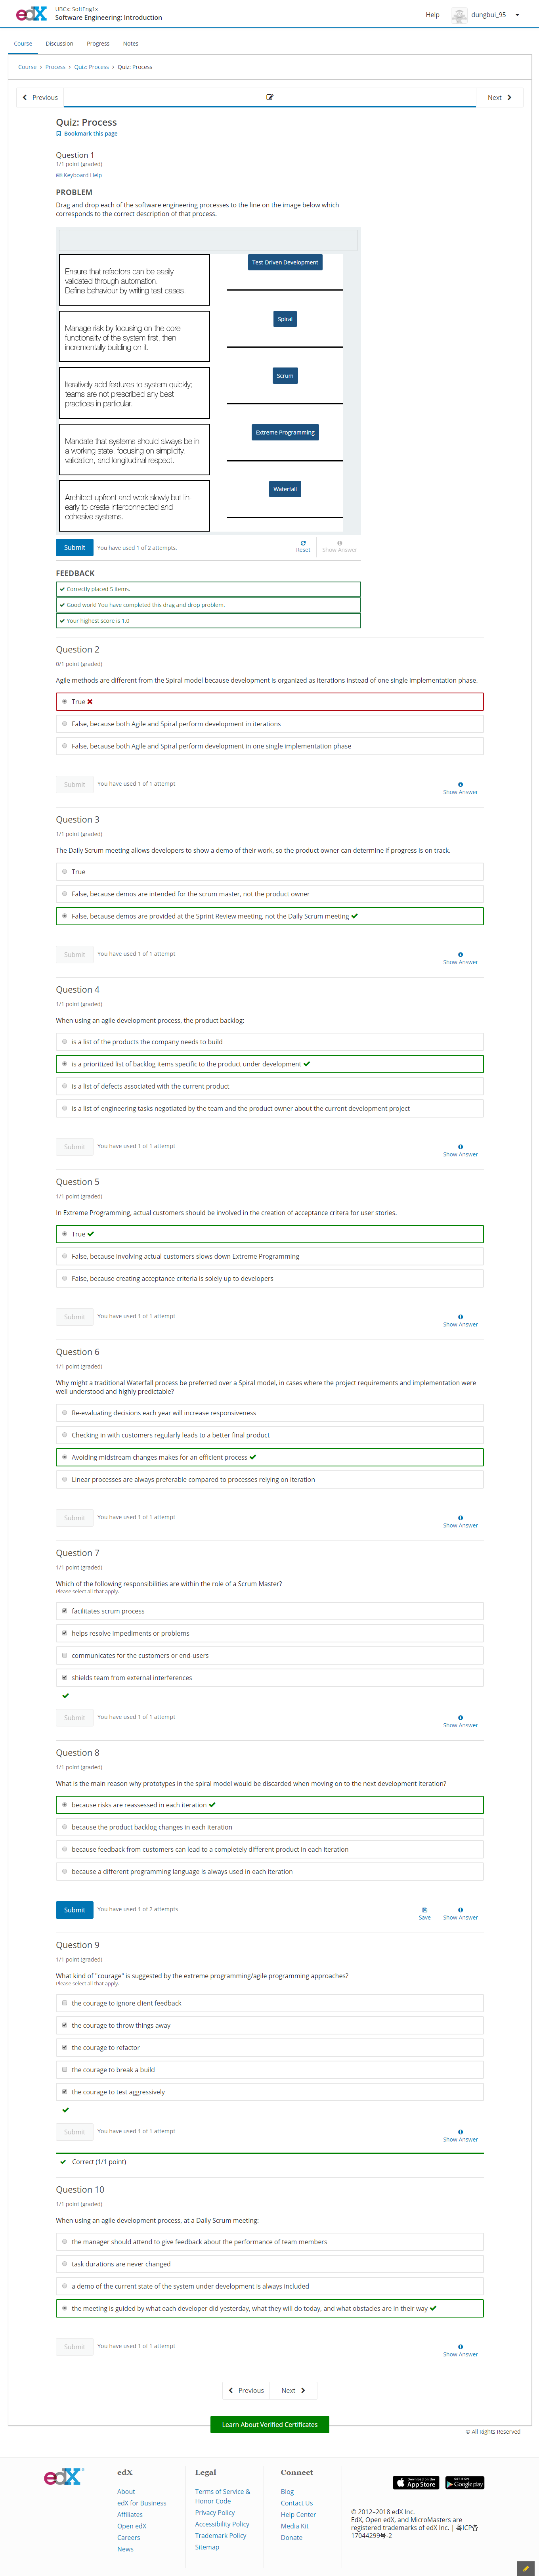 edX
UBCx: SoftEng1x
Software Engineering: Introduction
Help
dungbui_95
Course
Discussion
Progress
Notes
Course > Process > Quiz: Process > Quiz: Process
Previous
Next
Quiz: Process
Bookmark this page
Question 1
1/1 point (graded)
Keyboard Help
PROBLEM
Drag and drop each of the software engineering processes to the line on the image below which
corresponds to the correct description of that process.
Ensure that refactors can be easily
validated through automation.
Define behaviour by writing test cases.
Test-Driven Development
Manage risk by focusing on the core
functionality of the system first, then
incrementally building on it.
Spiral
Iteratively add features to system quickly;
teams are not prescribed any best
practices in particular.
Scrum
Mandate that systems should always be in
a working state, focusing on simplicity,
validation, and longitudinal respect.
Extreme Programming
Architect upfront and work slowly but lin-
early to create interconnected and
cohesive systems.
Waterfall
Submit
You have used 1 of 2 attempts.
Reset
Show Answer
FEEDBACK
Correctly placed 5 items.
Good work! You have completed this drag and drop problem.
Your highest score is 1.0
Question 2
0/1 point (graded)
Agile methods are different from the Spiral model because development is organized as iterations instead of one single implementation phase.
True
False, because both Agile and Spiral perform development in iterations
False, because both Agile and Spiral perform development in one single implementation phase
Submit
You have used 1 of 1 attempt
Show Answer
Question 3
1/1 point (graded)
The Daily Scrum meeting allows developers to show a demo of their work, so the product owner can determine if progress is on track.
True
False, because demos are intended for the scrum master, not the product owner
False, because demos are provided at the Sprint Review meeting, not the Daily Scrum meeting
Submit
You have used 1 of 1 attempt
Show Answer
Question 4
1/1 point (graded)
When using an agile development process, the product backlog:
is a list of the products the company needs to build
is a prioritized list of backlog items specific to the product under development
is a list of defects associated with the current product
is a list of engineering tasks negotiated by the team and the product owner about the current development project
Submit
You have used 1 of 1 attempt
Show Answer
Question 5
1/1 point (graded)
In Extreme Programming, actual customers should be involved in the creation of acceptance critera for user stories.
True
False, because involving actual customers slows down Extreme Programming
False, because creating acceptance criteria is solely up to developers
Submit
You have used 1 of 1 attempt
Show Answer
Question 6
1/1 point (graded)
Why might a traditional Waterfall process be preferred over a Spiral model, in cases where the project requirements and implementation were
well understood and highly predictable?
Re-evaluating decisions each year will increase responsiveness
Checking in with customers regularly leads to a better final product
Avoiding midstream changes makes for an efficient process
Linear processes are always preferable compared to processes relying on iteration
Submit
You have used 1 of 1 attempt
Show Answer
Question 7
1/1 point (graded)
Which of the following responsibilities are within the role of a Scrum Master?
Please select all that apply.
facilitates scrum process
helps resolve impediments or problems
communicates for the customers or end-users
shields team from external interferences
Submit
You have used 1 of 1 attempt
Show Answer
Question 8
1/1 point (graded)
What is the main reason why prototypes in the spiral model would be discarded when moving on to the next development iteration?
because risks are reassessed in each iteration
because the product backlog changes in each iteration
because feedback from customers can lead to a completely different product in each iteration
because a different programming language is always used in each iteration
Submit
You have used 1 of 2 attempts
Save
Show Answer
Question 9
1/1 point (graded)
What kind of "courage" is suggested by the extreme programming/agile programming approaches?
Please select all that apply.
the courage to ignore client feedback
the courage to throw things away
the courage to refactor
the courage to break a build
the courage to test aggressively
Submit
You have used 1 of 1 attempt
Show Answer
Correct (1/1 point)
Question 10
1/1 point (graded)
When using an agile development process, at a Daily Scrum meeting:
the manager should attend to give feedback about the performance of team members
task durations are never changed
a demo of the current state of the system under development is always included
the meeting is guided by what each developer did yesterday, what they will do today, and what obstacles are in their way
Submit
You have used 1 of 1 attempt
Show Answer
Previous
Next
Learn About Verified Certificates
© All Rights Reserved
edX
edX
About
edX for Business
Affiliates
Open edX
Careers
News
Legal
Terms of Service &
Honor Code
Privacy Policy
Accessibility Policy
Trademark Policy
Sitemap
Connect
Blog
Contact Us
Help Center
Media Kit
Donate
Download on the
App Store
GET IT ON
Google play
© 2012–2018 edX Inc.
EdX, Open edX, and MicroMasters are
registered trademarks of edX Inc. | 粤ICP备
17044299号-2